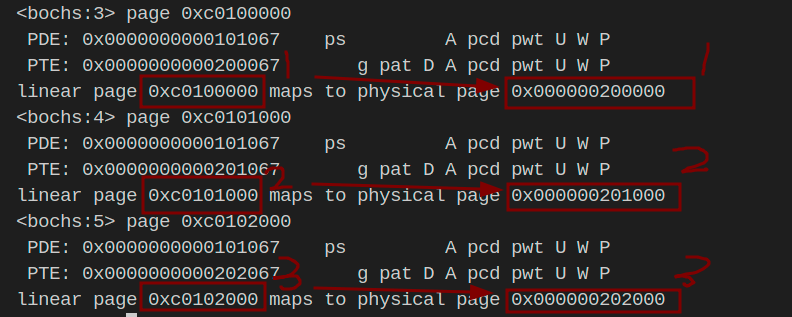 <bochs:3> page 0xc0100000
PDE: 0x0000000000101067 ps A pcd pwt U W P
PTE: 0x0000000000200067 g pat D A pcd pwt U W P
linear page 0xc0100000 maps to physical page 0x000000200000
1 1
<bochs:4> page 0xc0101000
PDE: 0x0000000000101067 ps A pcd pwt U W P
PTE: 0x0000000000201067 g pat D A pcd pwt U W P
linear page 0xc0101000 maps to physical page 0x000000201000
2 2
<bochs:5> page 0xc0102000
PDE: 0x0000000000101067 ps A pcd pwt U W P
PTE: 0x0000000000202067 g pat D A pcd pwt U W P
linear page 0xc0102000 maps to physical page 0x000000202000
3 3